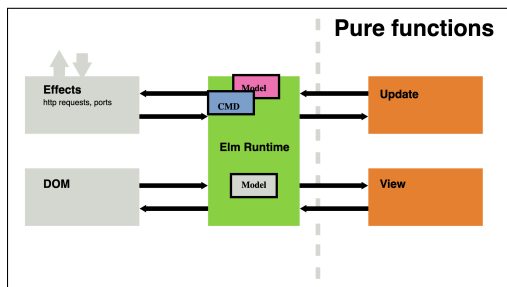 Pure functions
Effects
http requests, ports
Model
CMD
Update
Elm Runtime
DOM
Model
View